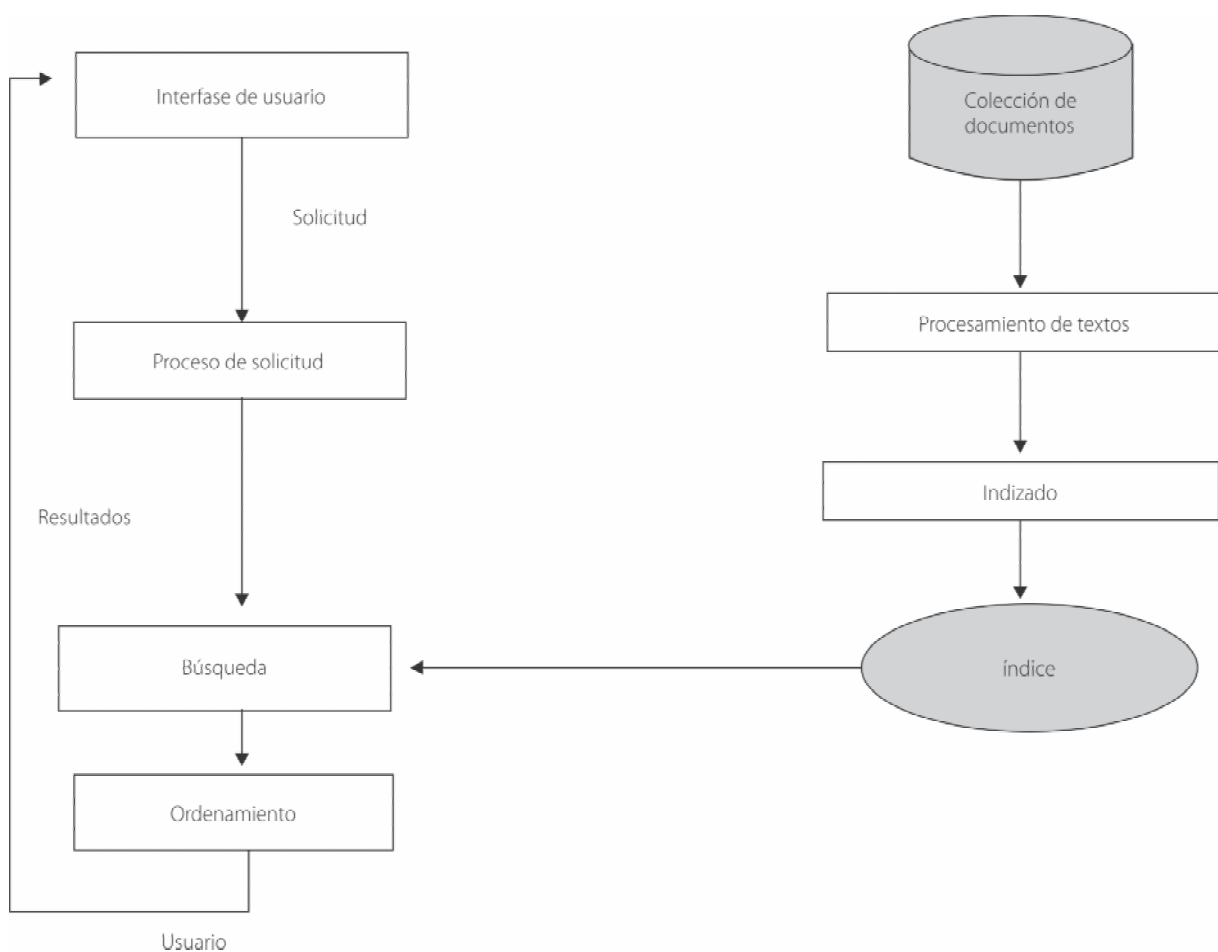 Interfase de usuario
Colección de
documentos
Solicitud
Procesamiento de textos
Proceso de solicitud
Indizado
Resultados
Búsqueda
índice
Ordenamiento
Usuario